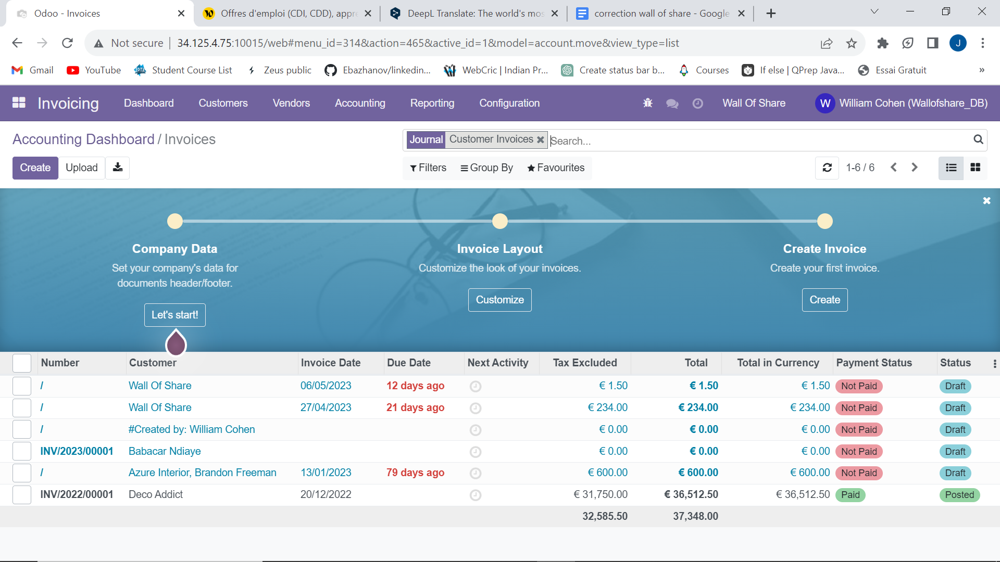 Odoo - Invoices
Offres d'emploi (CDI, CDD), appre
DeepL Translate: The world's mos
correction wall of share - Google
Not secure
34.125.4.75:10015/web#menu_id=314&action=465&active_id=1&model=account.move&view_type=list
J
Gmail
YouTube
Student Course List
Zeus public
Ebazhanov/linkedin...
WebCric | Indian Pr...
Create status bar b...
Courses
If else | QPrep Java...
Essai Gratuit
»
Invoicing
Dashboard
Customers
Vendors
Accounting
Reporting
Configuration
Wall Of Share
W
William Cohen (Wallofshare_DB)
Accounting Dashboard / Invoices
Journal Customer Invoices
Search...
Create
Upload
Filters
Group By
Favourites
1-6 / 6
Company Data
Set your company's data for
documents header/footer.
Let's start!
Invoice Layout
Customize the look of your invoices.
Customize
Create Invoice
Create your first invoice.
Create
Number Customer Invoice Date Due Date Next Activity Tax Excluded Total Total in Currency Payment Status Status
/ Wall Of Share 06/05/2023 12 days ago € 1.50 € 1.50 € 1.50 Not Paid Draft
/ Wall Of Share 27/04/2023 21 days ago € 234.00 € 234.00 € 234.00 Not Paid Draft
/ #Created by: William Cohen € 0.00 € 0.00 € 0.00 Not Paid Draft
INV/2023/00001 Babacar Ndiaye € 0.00 € 0.00 € 0.00 Not Paid Draft
/ Azure Interior, Brandon Freeman 13/01/2023 79 days ago € 600.00 € 600.00 € 600.00 Not Paid Draft
INV/2022/00001 Deco Addict 20/12/2022 € 31,750.00 € 36,512.50 € 36,512.50 Paid Posted
32,585.50 37,348.00